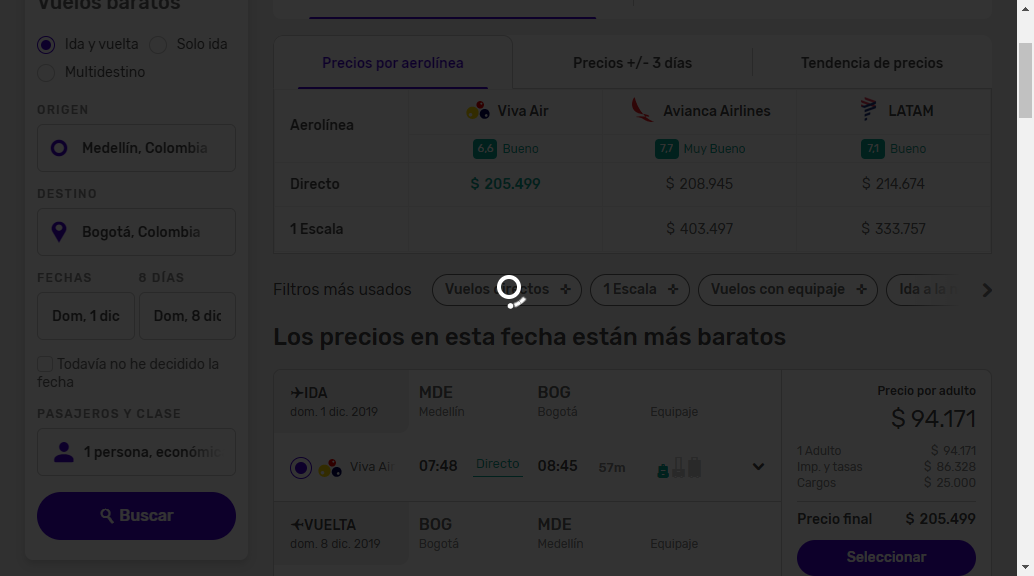 Vuelos baratos
Ida y vuelta
Solo ida
Multidestino
ORIGEN
Medellín, Colombia
DESTINO
Bogotá, Colombia
FECHAS
8 DÍAS
Dom, 1 dic
Dom, 8 dic
Todavía no he decidido la
fecha
PASAJEROS Y CLASE
1 persona, económic
Buscar
Precios por aerolínea
Precios +/- 3 días
Tendencia de precios
Aerolínea
Viva Air
Avianca Airlines
LATAM
6,6 Bueno
7,7 Muy Bueno
7,1 Bueno
Directo
$ 205.499
$ 208.945
$ 214.674
1 Escala
$ 403.497
$ 333.757
Filtros más usados
Vuelos directos +
1 Escala +
Vuelos con equipaje +
Ida a la
Los precios en esta fecha están más baratos
IDA
dom. 1 dic. 2019
MDE
Medellín
BOG
Bogotá
Equipaje
Viva Air
07:48
Directo
08:45
57m
VUELTA
dom. 8 dic. 2019
BOG
Bogotá
MDE
Medellín
Equipaje
Precio por adulto
$ 94.171
1 Adulto $ 94.171
Imp. y tasas $ 86.328
Cargos $ 25.000
Precio final $ 205.499
Seleccionar